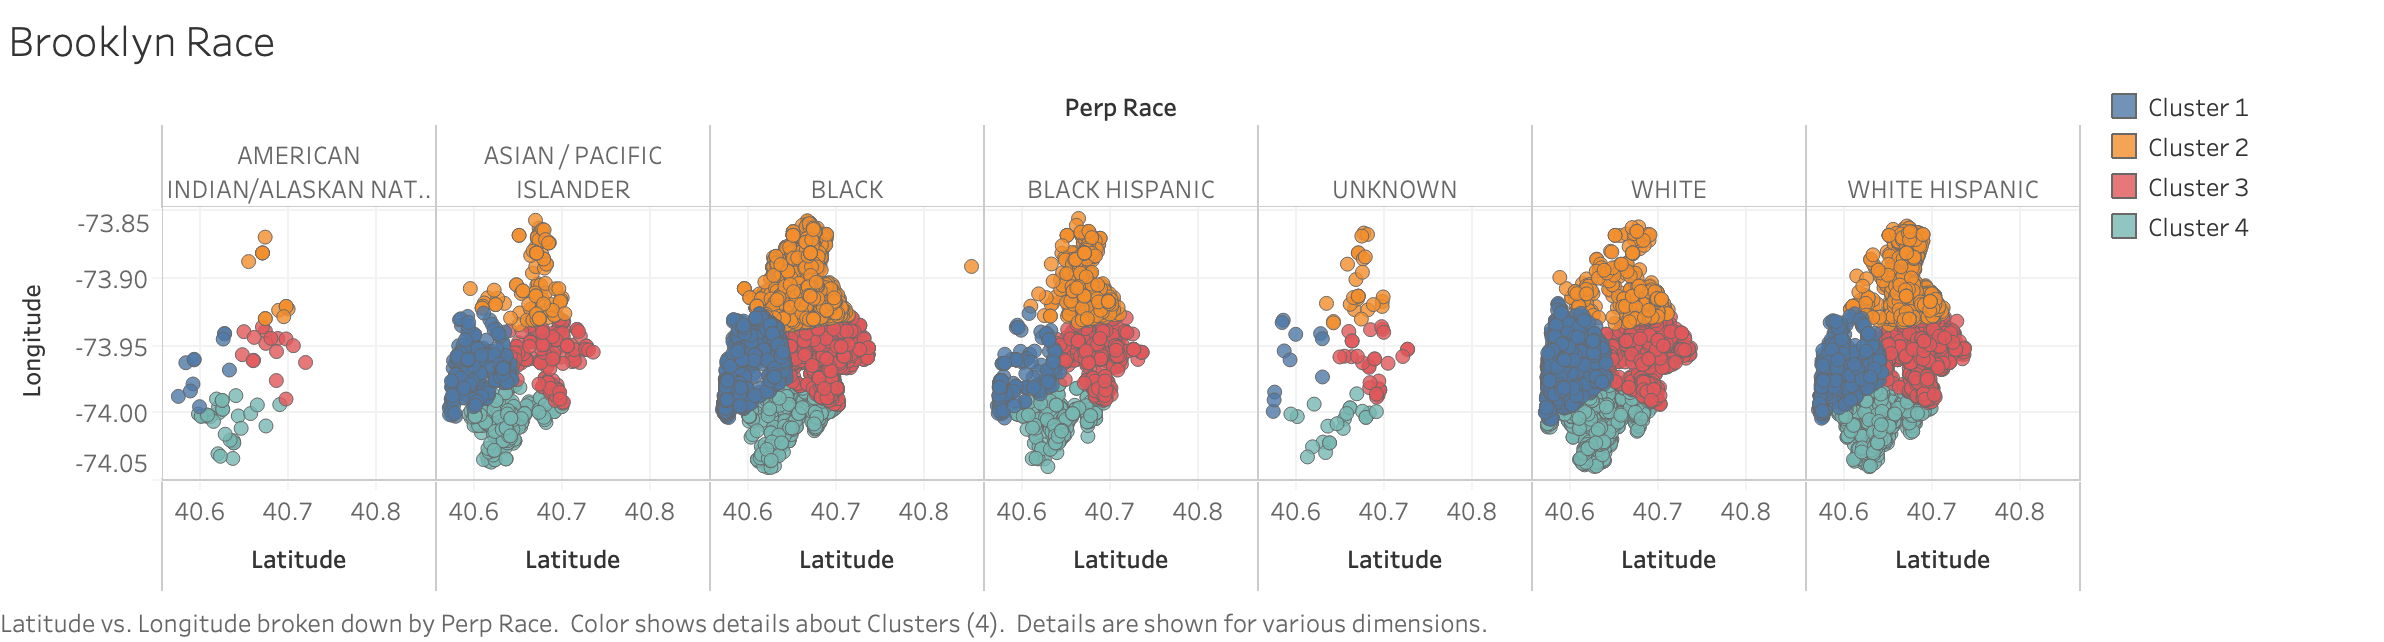 Brooklyn Race
Perp Race
AMERICAN
INDIAN/ALASKAN NAT..
ASIAN / PACIFIC
ISLANDER
BLACK
BLACK HISPANIC
UNKNOWN
WHITE
WHITE HISPANIC
Cluster 1
Cluster 2
Cluster 3
Cluster 4
Longitude
-73.85
-73.90
-73.95
-74.00
-74.05
40.6 40.7 40.8 40.6 40.7 40.8 40.6 40.7 40.8 40.6 40.7 40.8 40.6 40.7 40.8 40.6 40.7 40.8 40.6 40.7 40.8
Latitude Latitude Latitude Latitude Latitude Latitude Latitude
Latitude vs. Longitude broken down by Perp Race.  Color shows details about Clusters (4).  Details are shown for various dimensions.